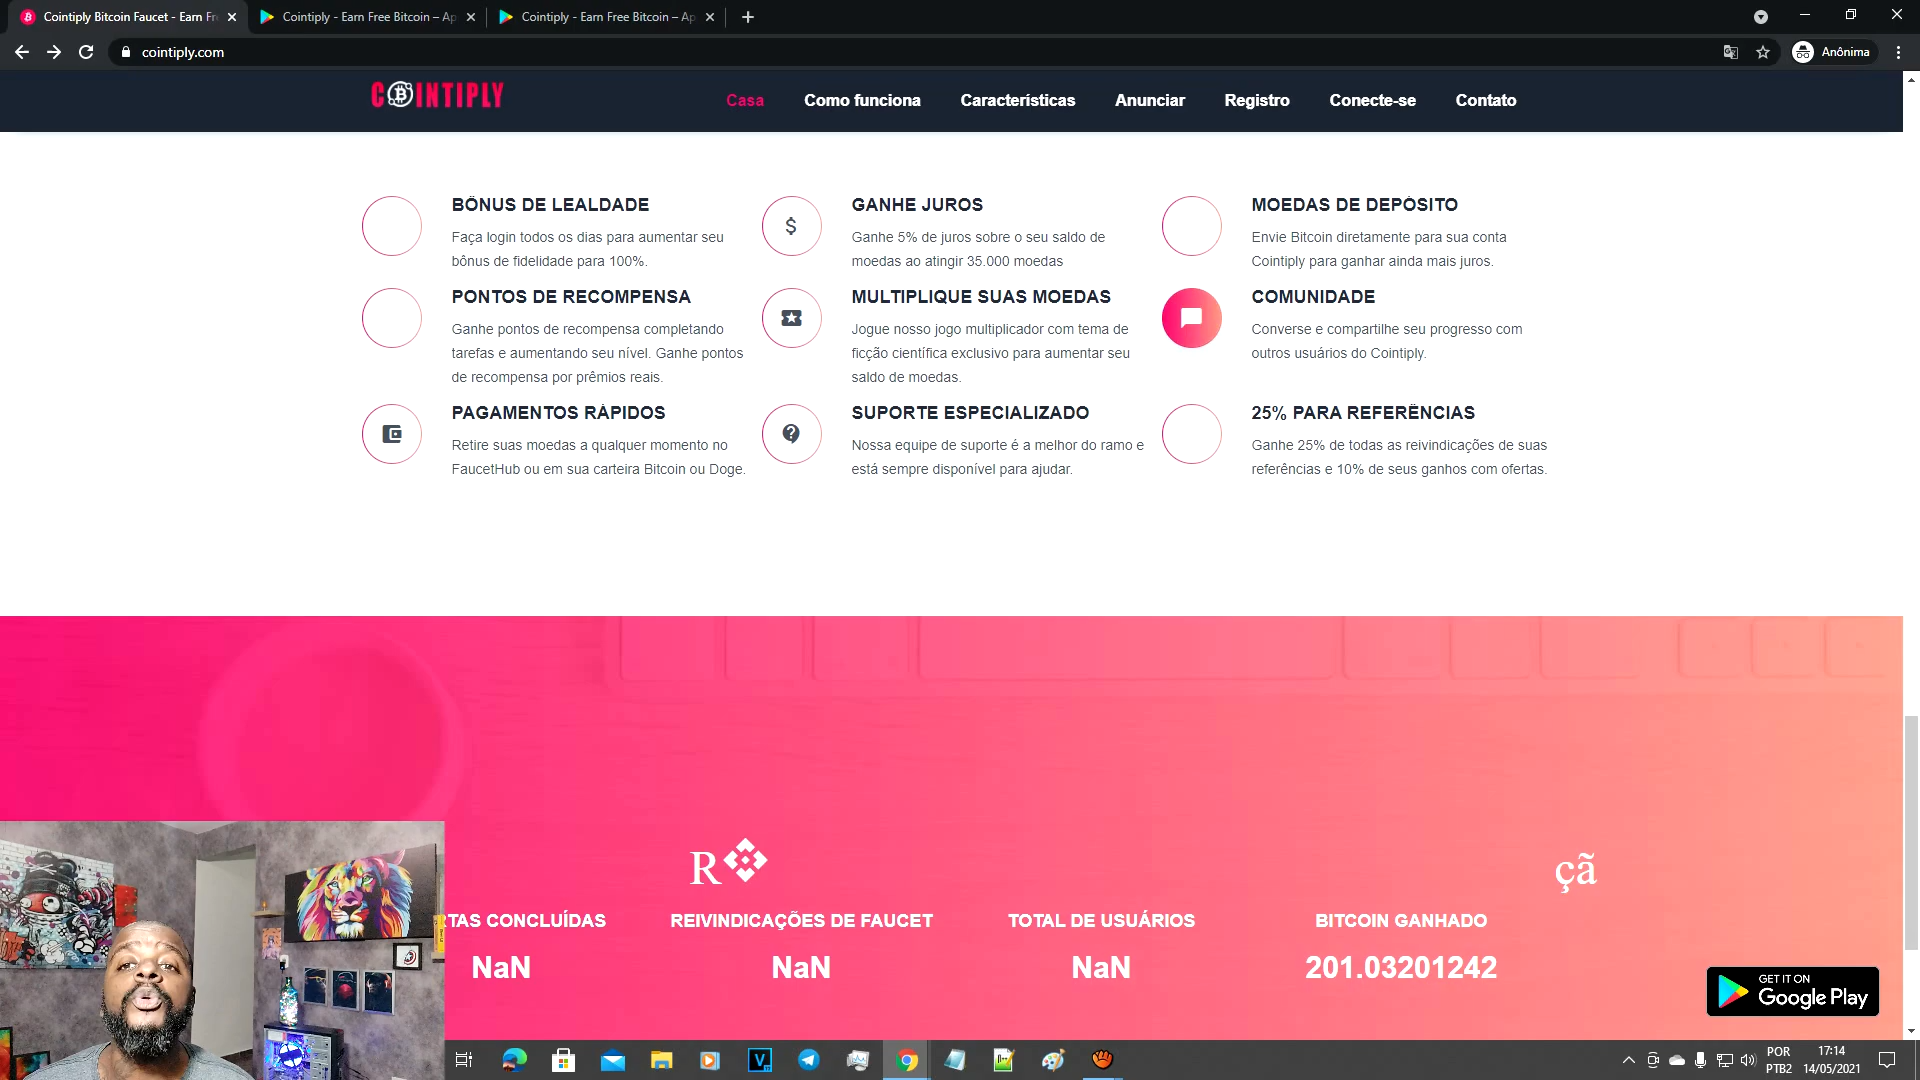 Cointiply Bitcoin Faucet - Earn Fr
Cointiply - Earn Free Bitcoin – Ap
Cointiply - Earn Free Bitcoin – Ap
cointiply.com
Anônima
COINTIPLY
Casa
Como funciona
Características
Anunciar
Registro
Conecte-se
Contato
BÔNUS DE LEALDADE
Faça login todos os dias para aumentar seu
bônus de fidelidade para 100%.
GANHE JUROS
Ganhe 5% de juros sobre o seu saldo de
moedas ao atingir 35.000 moedas
MOEDAS DE DEPÓSITO
Envie Bitcoin diretamente para sua conta
Cointiply para ganhar ainda mais juros.
PONTOS DE RECOMPENSA
Ganhe pontos de recompensa completando
tarefas e aumentando seu nível. Ganhe pontos
de recompensa por prêmios reais.
MULTIPLIQUE SUAS MOEDAS
Jogue nosso jogo multiplicador com tema de
ficção científica exclusivo para aumentar seu
saldo de moedas.
COMUNIDADE
Converse e compartilhe seu progresso com
outros usuários do Cointiply.
PAGAMENTOS RÁPIDOS
Retire suas moedas a qualquer momento no
FaucetHub ou em sua carteira Bitcoin ou Doge.
SUPORTE ESPECIALIZADO
Nossa equipe de suporte é a melhor do ramo e
está sempre disponível para ajudar.
25% PARA REFERÊNCIAS
Ganhe 25% de todas as reivindicações de suas
referências e 10% de seus ganhos com ofertas.
R
çã
RTAS CONCLUÍDAS
REIVINDICAÇÕES DE FAUCET
TOTAL DE USUÁRIOS
BITCOIN GANHADO
NaN
NaN
NaN
201.03201242
GET IT ON
Google Play
POR
PTB2
17:14
14/05/2021